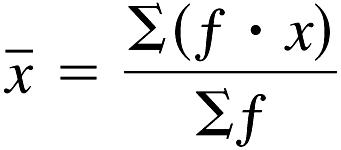 x̄ = Σ(f · x) / Σf